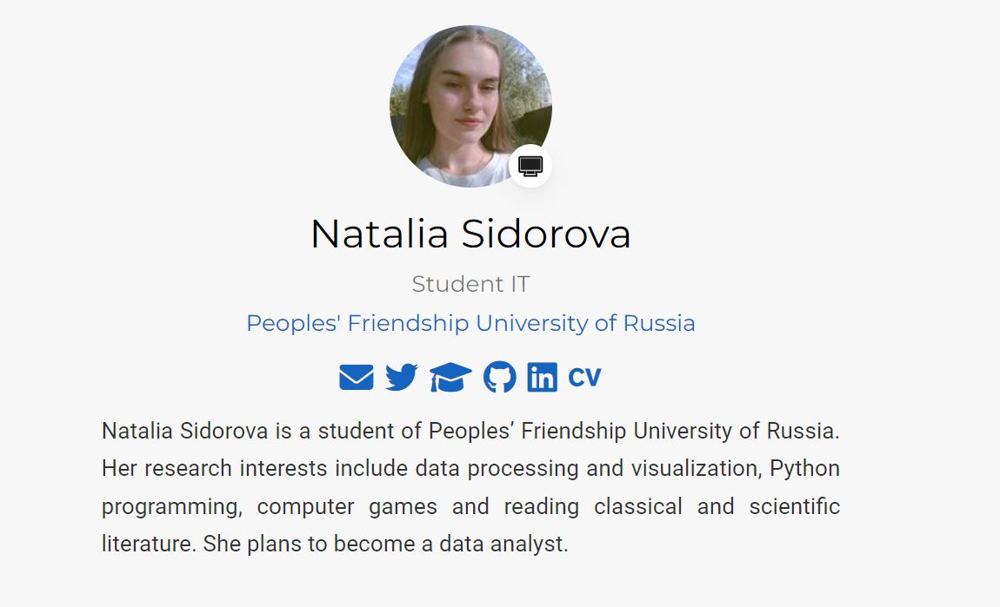 Natalia Sidorova
Student IT
Peoples' Friendship University of Russia
in CV
Natalia Sidorova is a student of Peoples’ Friendship University of Russia.
Her research interests include data processing and visualization, Python
programming, computer games and reading classical and scientific
literature. She plans to become a data analyst.